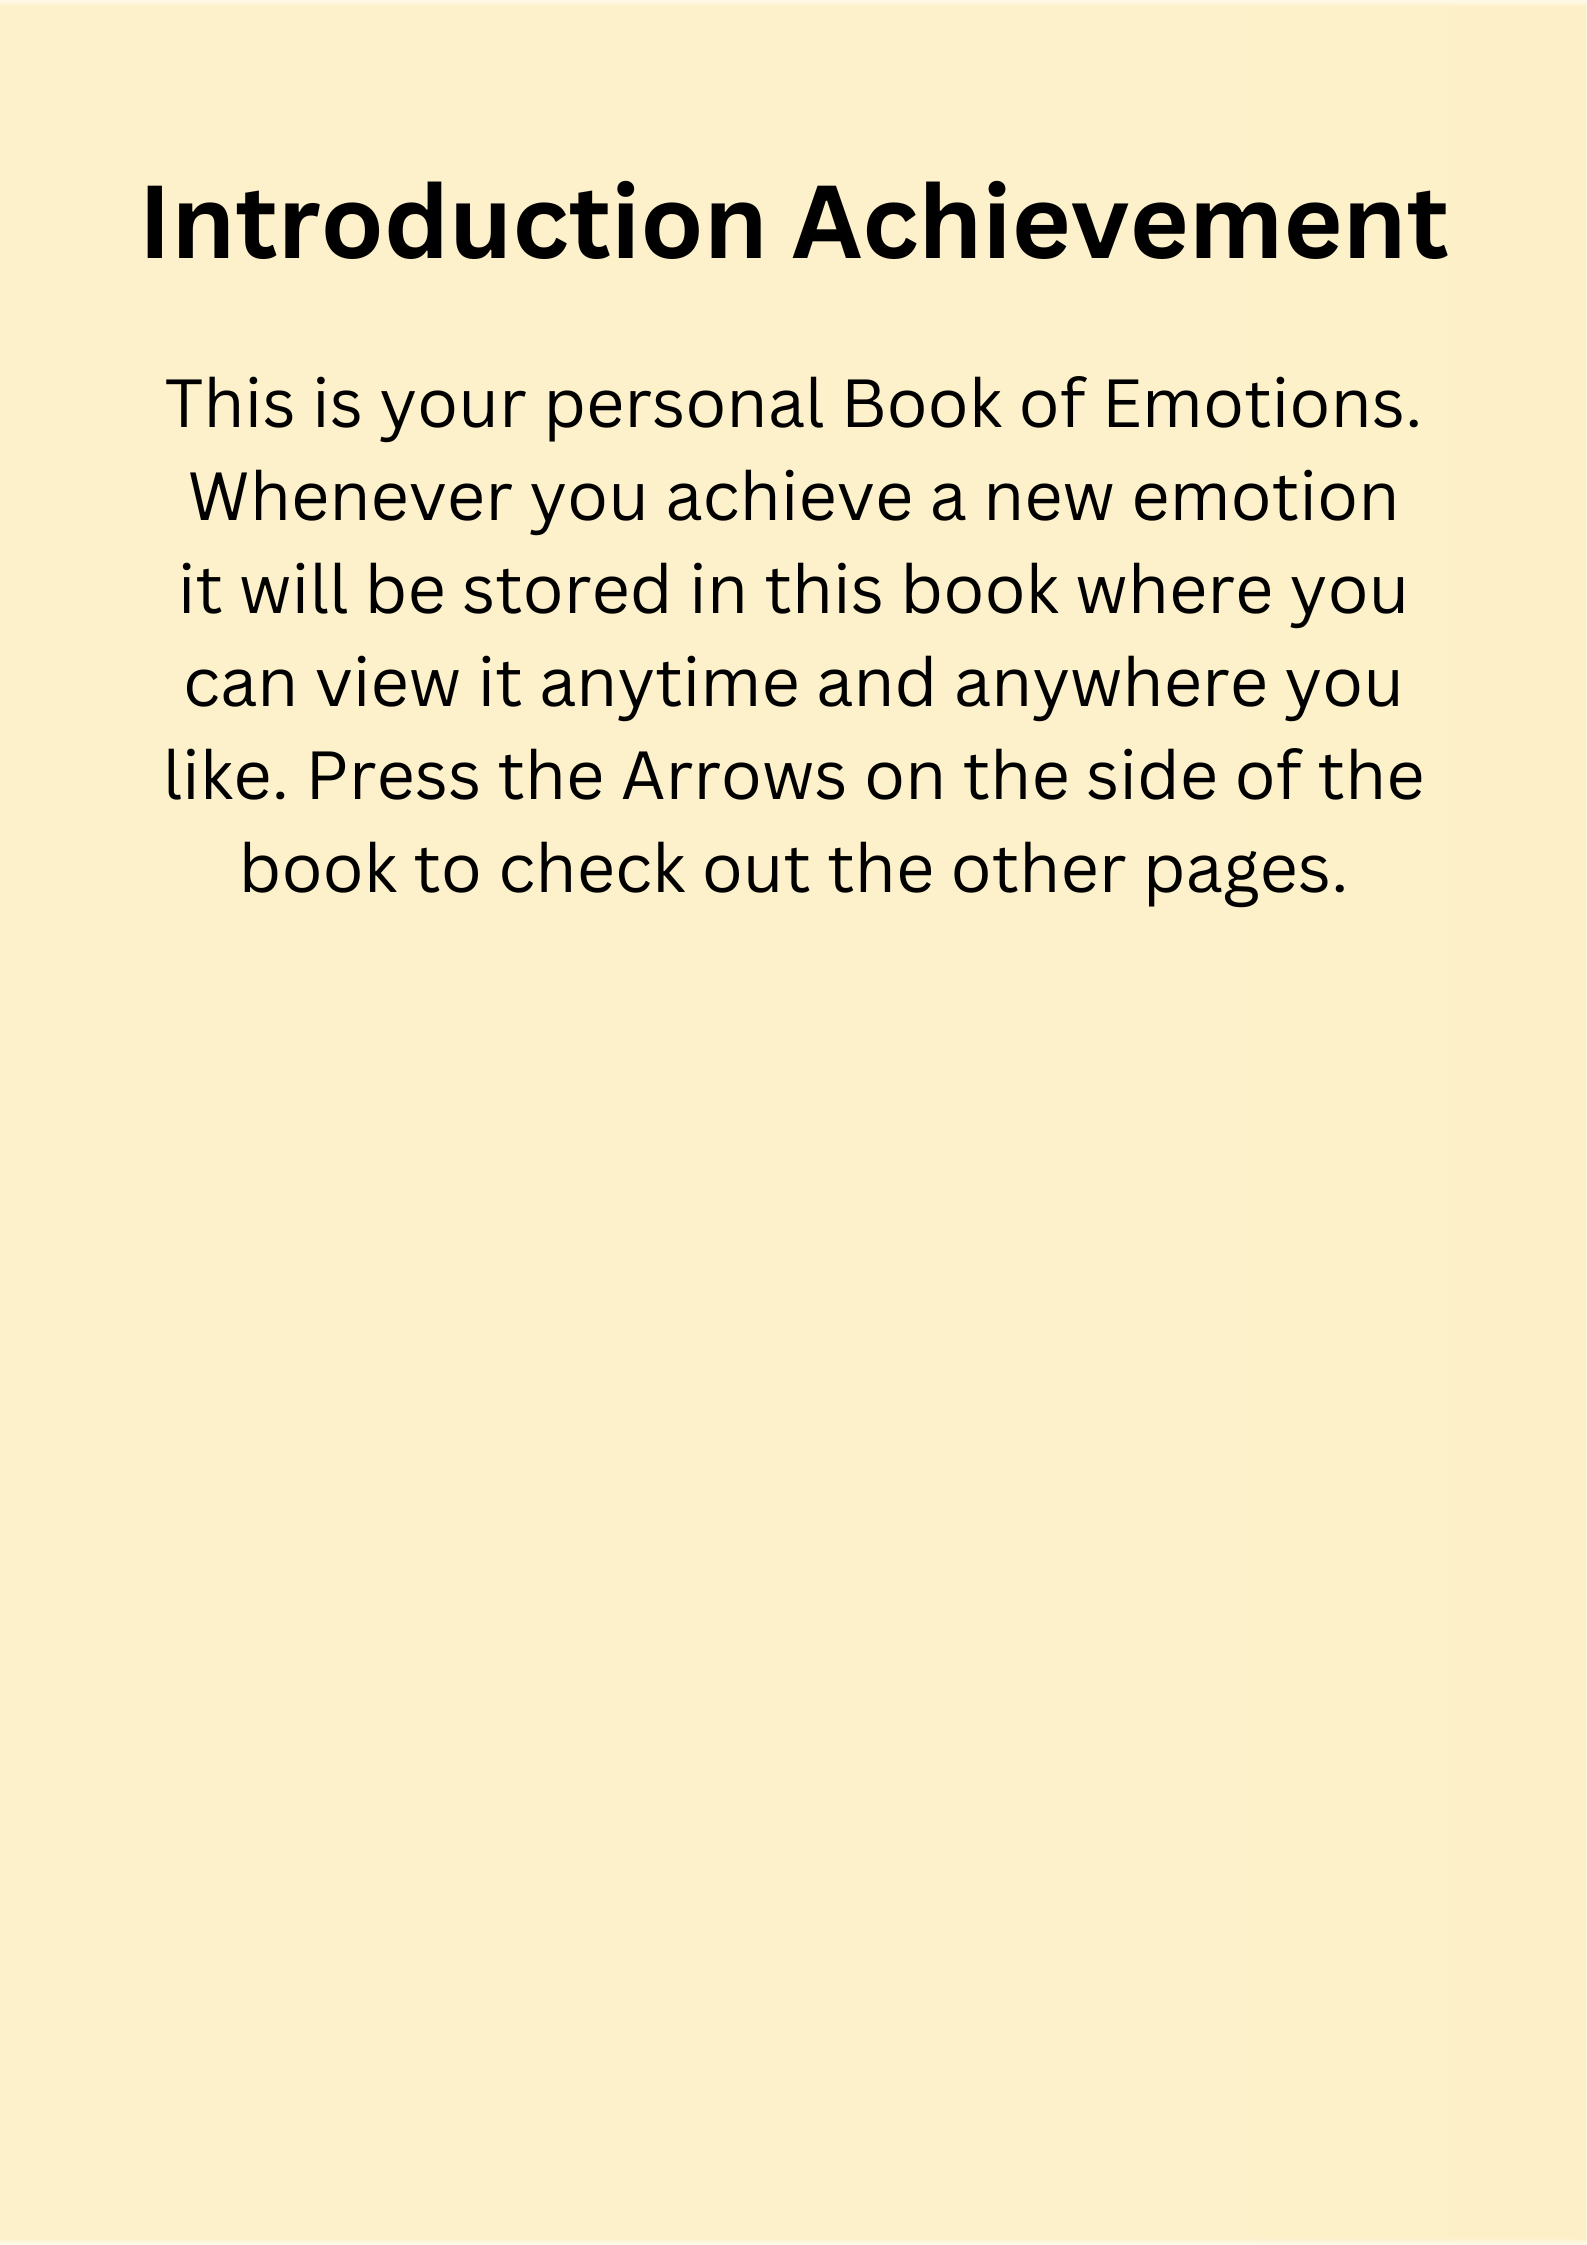 Introduction Achievement
This is your personal Book of Emotions.
Whenever you achieve a new emotion
it will be stored in this book where you
can view it anytime and anywhere you
like. Press the Arrows on the side of the
book to check out the other pages.